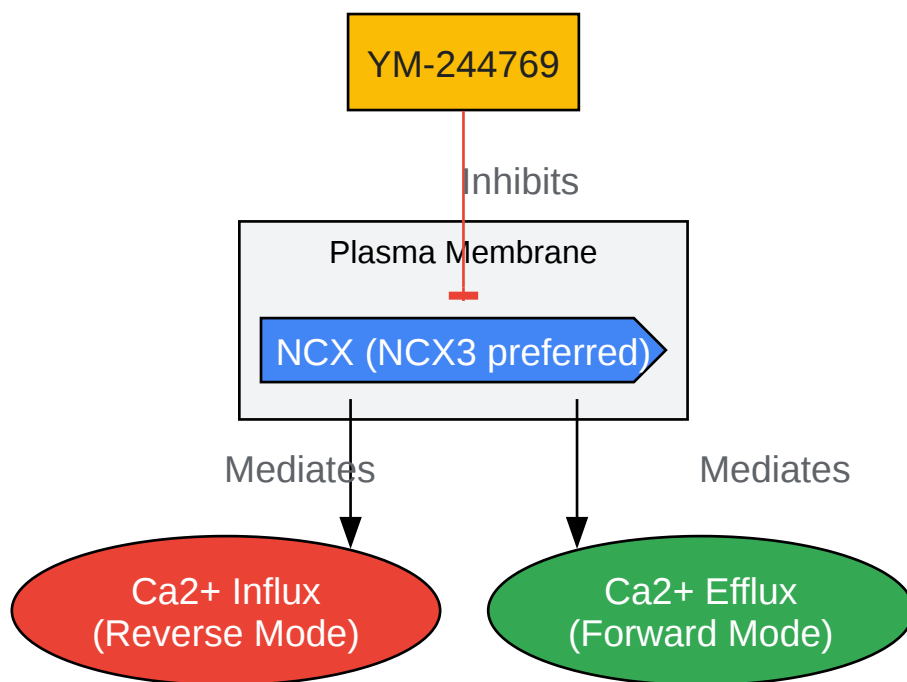 YM-244769
Inhibits
Plasma Membrane
NCX (NCX3 preferred)
Mediates
Mediates
Ca2+ Influx
(Reverse Mode)
Ca2+ Efflux
(Forward Mode)